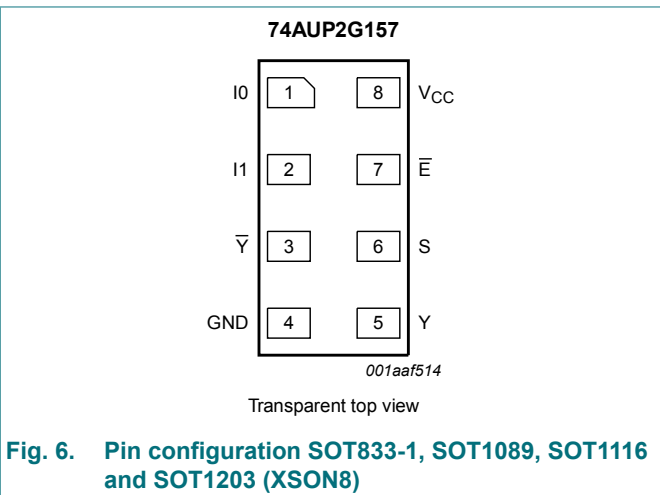 74AUP2G157
I0 1 8 VCC
I1 2 7 E̅
Y̅ 3 6 S
GND 4 5 Y
001aaf514
Transparent top view
Fig. 6. Pin configuration SOT833-1, SOT1089, SOT1116
and SOT1203 (XSON8)